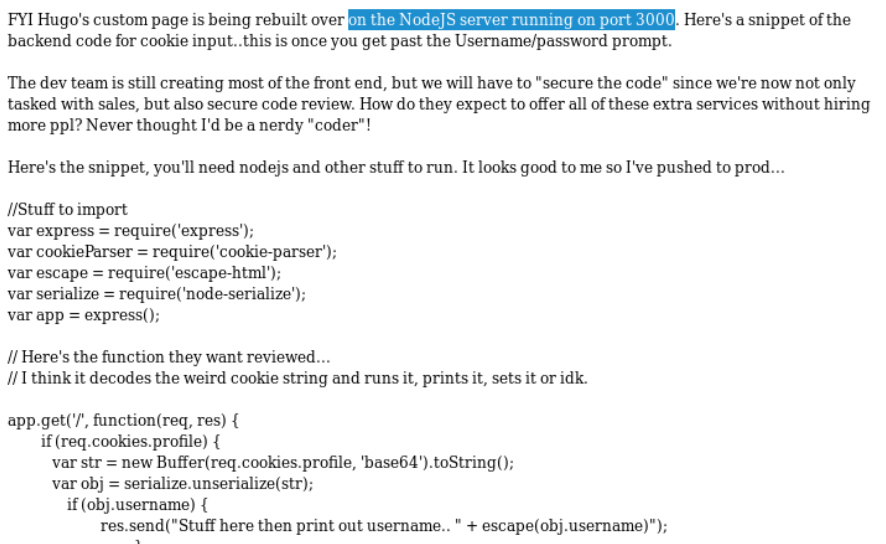 FYI Hugo's custom page is being rebuilt over on the NodeJS server running on port 3000. Here's a snippet of the
backend code for cookie input..this is once you get past the Username/password prompt.
The dev team is still creating most of the front end, but we will have to "secure the code" since we're now not only
tasked with sales, but also secure code review. How do they expect to offer all of these extra services without hiring
more ppl? Never thought I'd be a nerdy "coder"!
Here's the snippet, you'll need nodejs and other stuff to run. It looks good to me so I've pushed to prod...
//Stuff to import
var express = require('express');
var cookieParser = require('cookie-parser');
var escape = require('escape-html');
var serialize = require('node-serialize');
var app = express();
// Here's the function they want reviewed...
// I think it decodes the weird cookie string and runs it, prints it, sets it or idk.
app.get('/', function(req, res) {
if (req.cookies.profile) {
var str = new Buffer(req.cookies.profile, 'base64').toString();
var obj = serialize.unserialize(str);
if (obj.username) {
res.send("Stuff here then print out username.. " + escape(obj.username)");